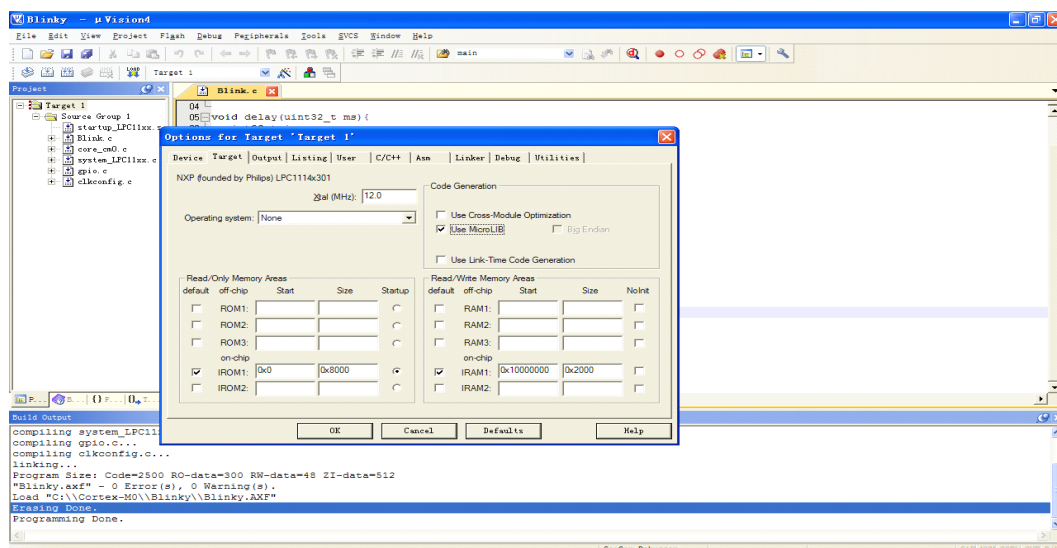 Blinky - μVision4
File Edit View Project Flash Debug Peripherals Tools SVCS Window Help
main
LOAD Target 1
Project
Blink.c
Target 1
Source Group 1
startup_LPC11xx.s
Blink.c
core_cm0.c
system_LPC11xx.c
gpio.c
clkconfig.c
04
05 void delay(uint32_t ms){
Options for Target 'Target 1'
Device Target Output Listing User C/C++ Asm Linker Debug Utilities
NXP (founded by Philips) LPC1114x301
Xtal (MHz): 12.0
Operating system: None
Code Generation
Use Cross-Module Optimization
Use MicroLIB Big Endian
Use Link-Time Code Generation
Read/Only Memory Areas
default off-chip Start Size Startup
ROM1:
ROM2:
ROM3:
on-chip
IROM1: 0x0 0x8000
IROM2:
Read/Write Memory Areas
default off-chip Start Size NoInit
RAM1:
RAM2:
RAM3:
on-chip
IRAM1: 0x10000000 0x2000
IRAM2:
OK Cancel Defaults Help
P... B... {} F... 0 T...
Build Output
compiling system_LPC11
compiling gpio.c...
compiling clkconfig.c...
linking...
Program Size: Code=2500 RO-data=300 RW-data=48 ZI-data=512
"Blinky.axf" - 0 Error(s), 0 Warning(s).
Load "C:\\Cortex-M0\\Blinky\\Blinky.AXF"
Erasing Done.
Programming Done.